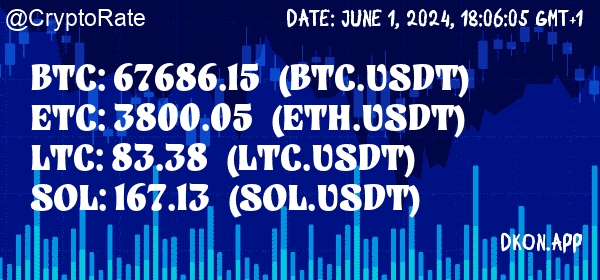 @CryptoRate
DATE: JUNE 1, 2024, 18:06:05 GMT+1
BTC: 67686.15 (BTC.USDT)
ETC: 3800.05 (ETH.USDT)
LTC: 83.38 (LTC.USDT)
SOL: 167.13 (SOL.USDT)
DKON.APP